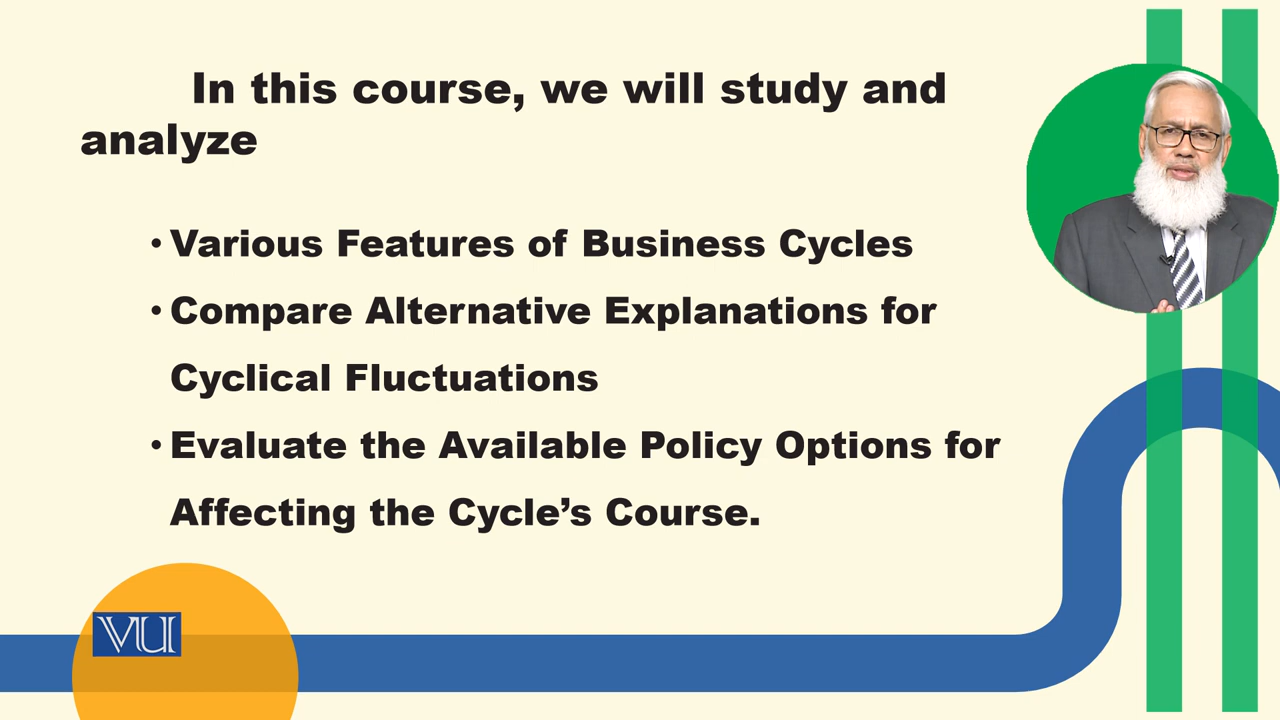 In this course, we will study and
analyze
• Various Features of Business Cycles
• Compare Alternative Explanations for
Cyclical Fluctuations
• Evaluate the Available Policy Options for
Affecting the Cycle’s Course.
VU